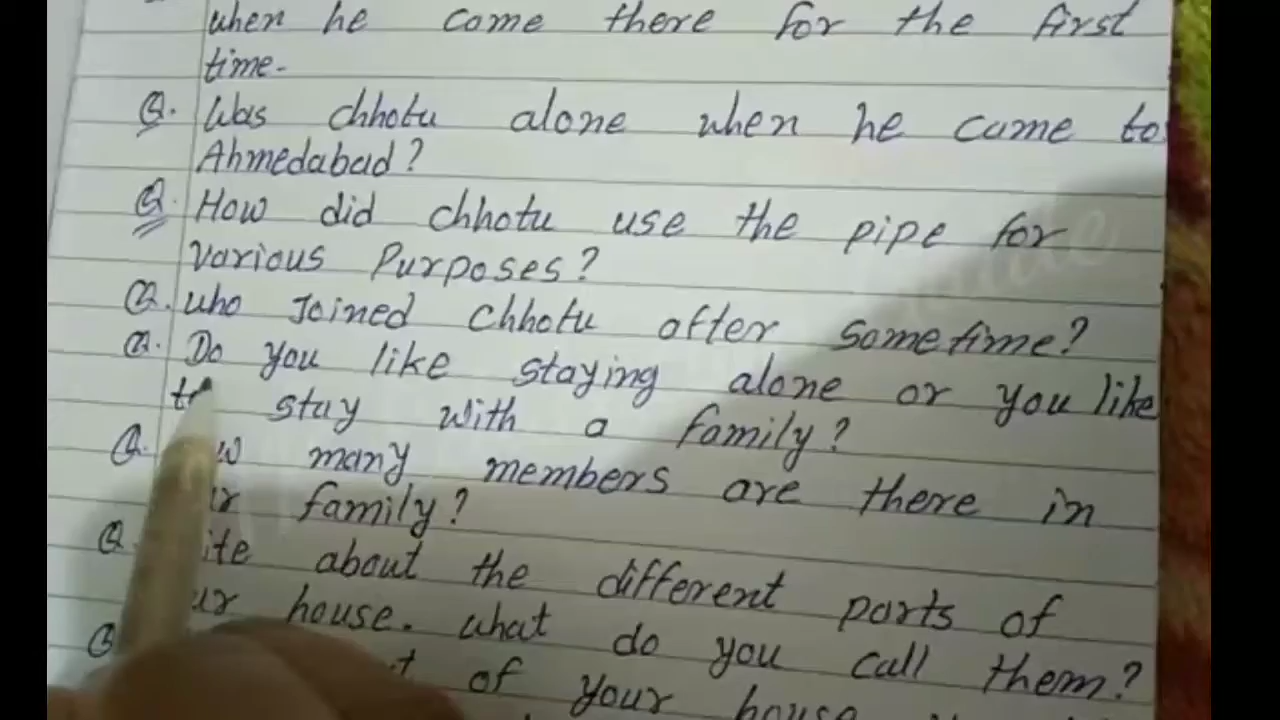 when he come there for the first
time.
Q. Was chhotu alone when he came to
Ahmedabad?
Q. How did chhotu use the pipe for
various Purposes?
Q. who Joined Chhotu after sometime?
Q. Do you like staying alone or you like
to stay with a family?
Q. many members are there in
family?
Q. about the different parts of
house. what do you call them?
Q. of your house